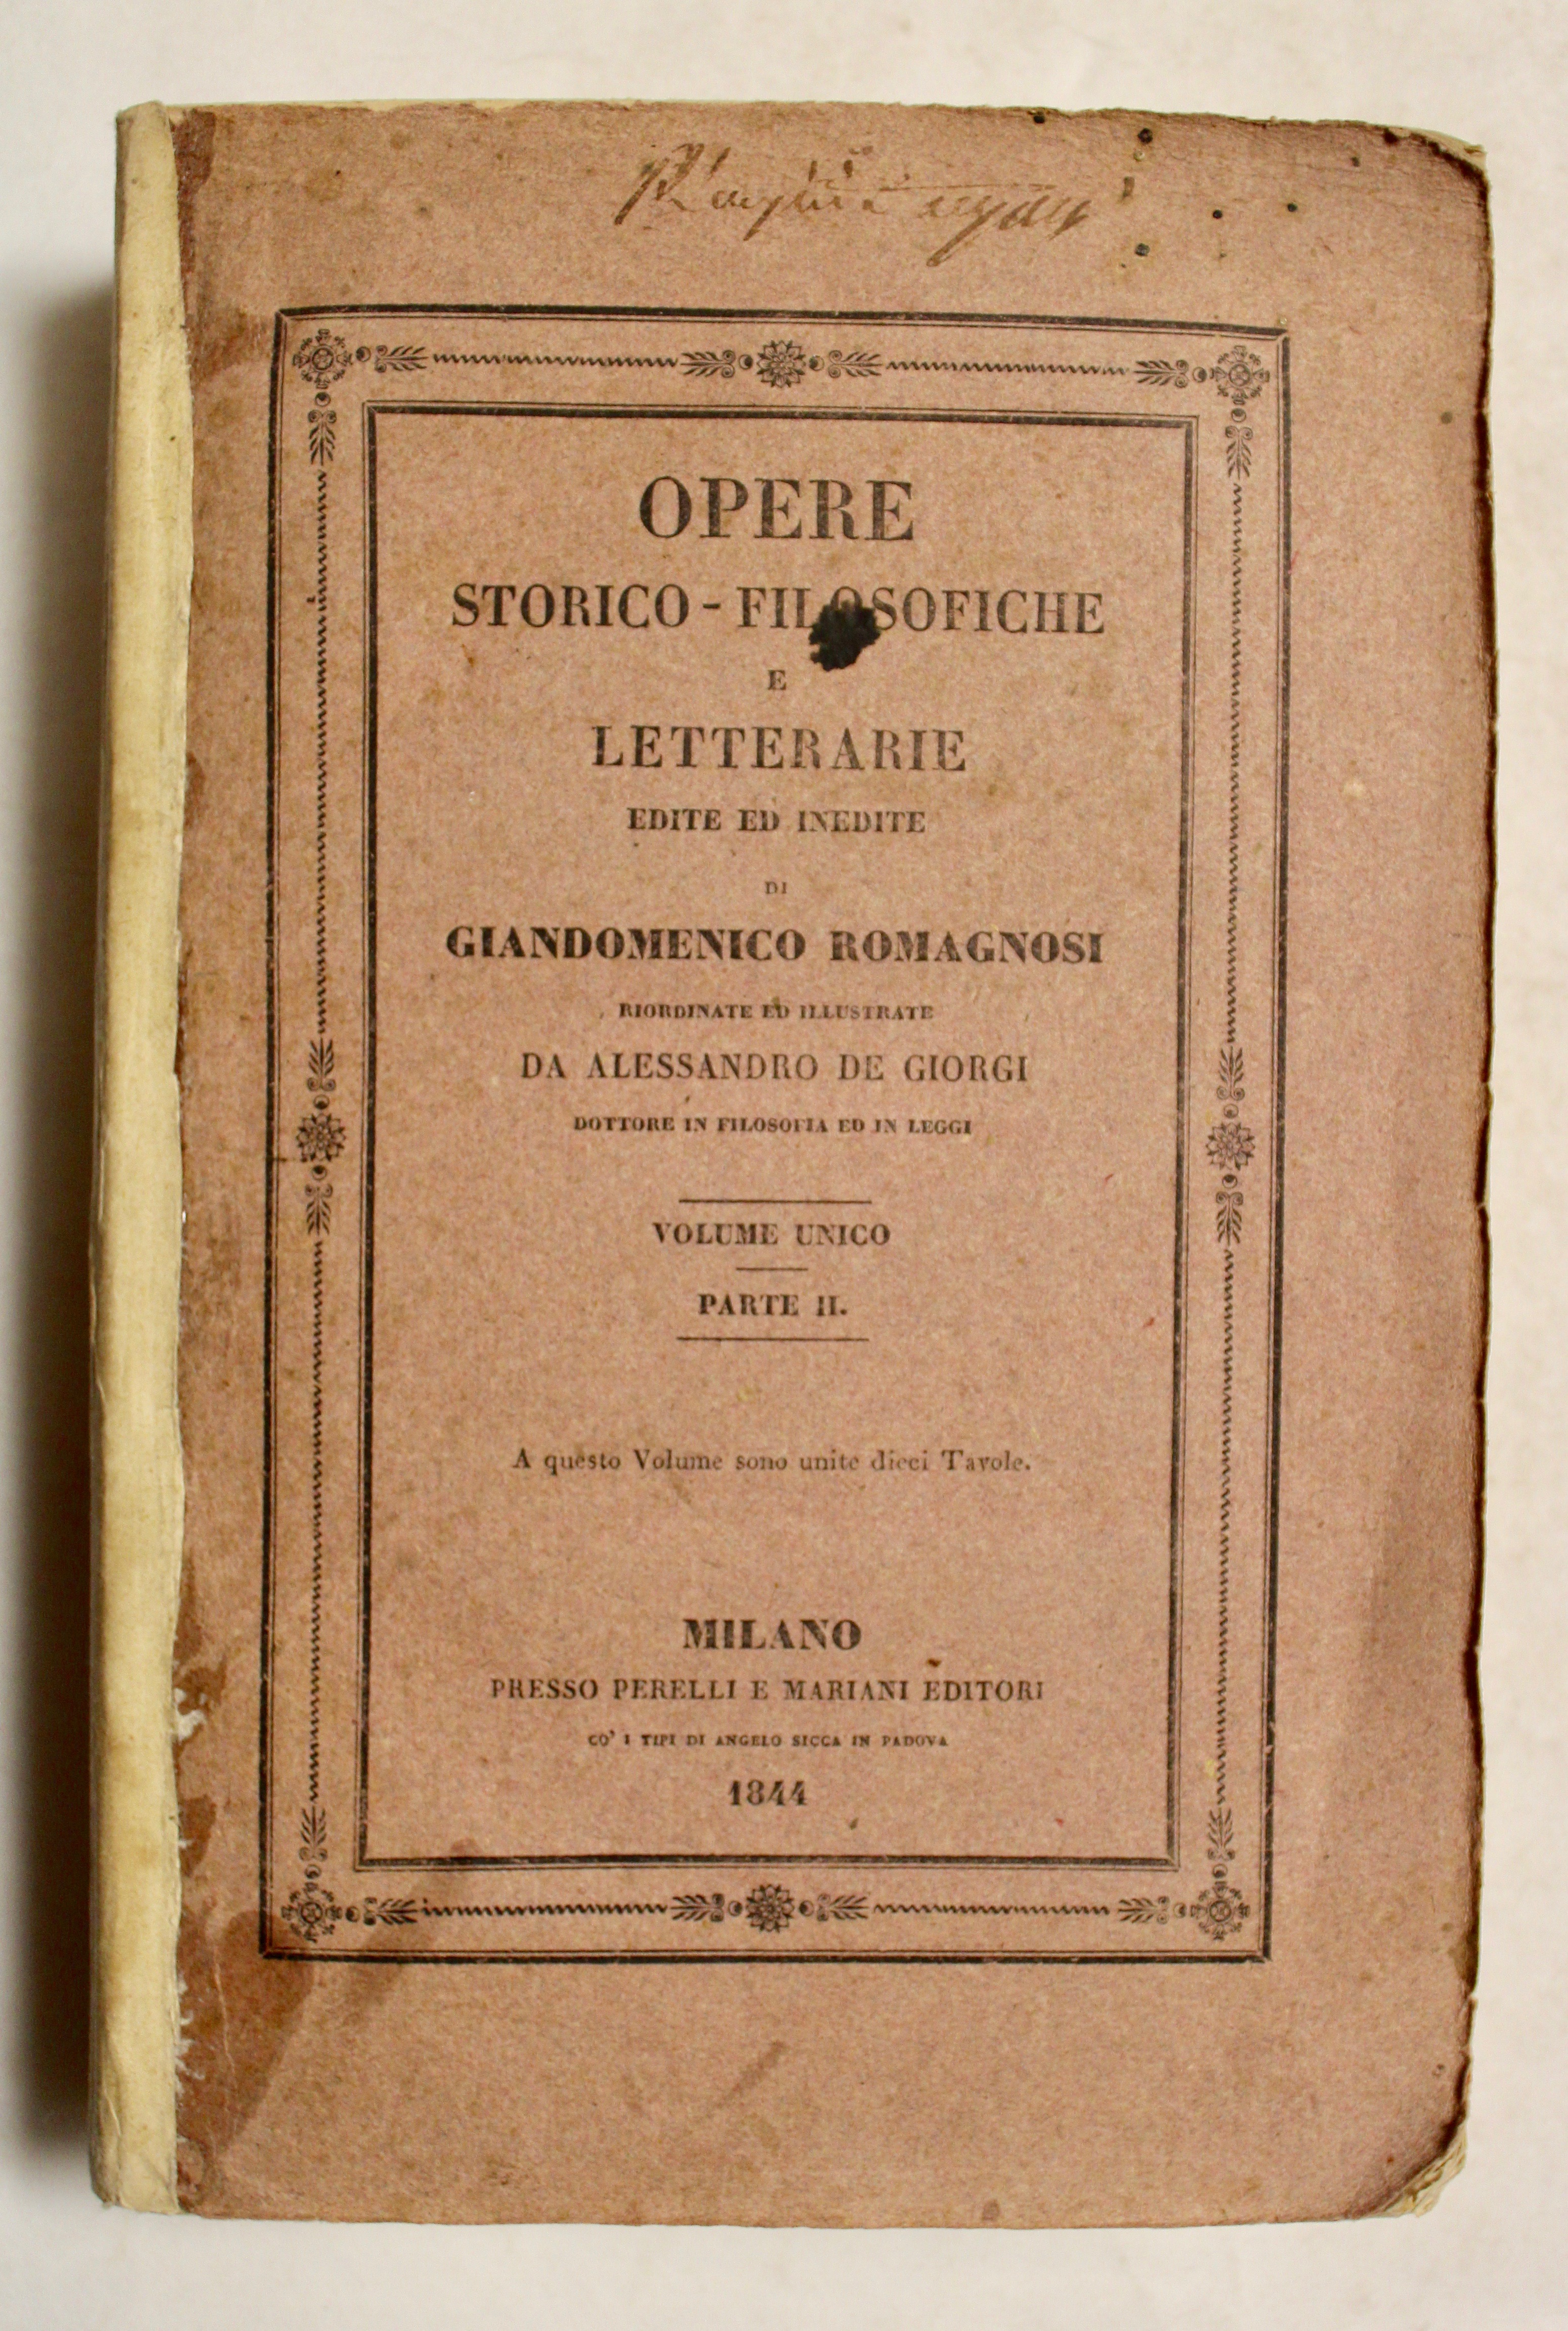 OPERE
STORICO-FILOSOFICHE
E
LETTERARIE
EDITE ED INEDITE
DI
GIANDOMENICO ROMAGNOSI
RIORDINATE ED ILLUSTRATE
DA ALESSANDRO DE GIORGI
DOTTORE IN FILOSOFIA ED IN LEGGI
VOLUME UNICO
PARTE II.
A questo Volume sono unite dieci Tavole.
MILANO
PRESSO PERELLI E MARIANI EDITORI
CO' I TIPI DI ANGELO SICCA IN PADOVA
1844